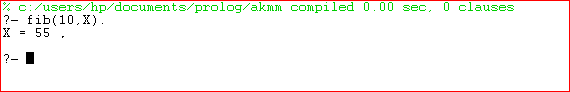 % c:/users/hp/documents/prolog/akmm compiled 0.00 sec, 0 clauses
?- fib(10,X).
X = 55 ,
?-